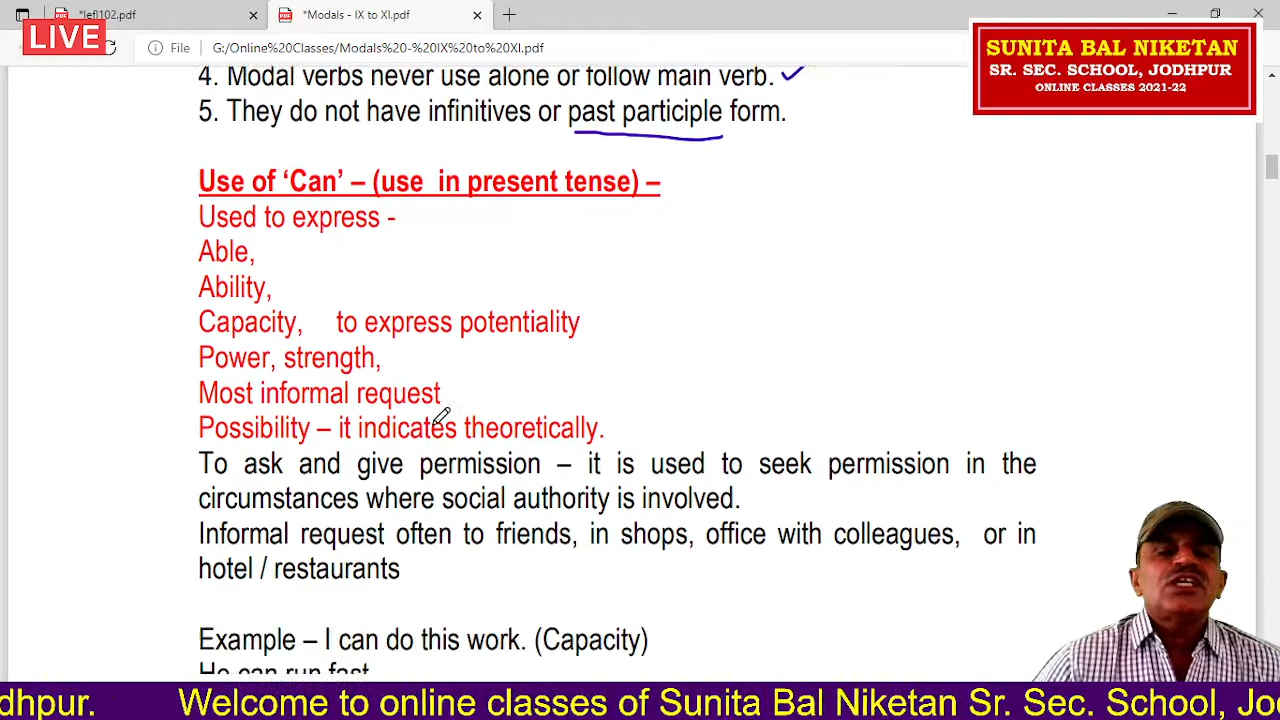 *lefl102.pdf
*Modals - IX to XI.pdf
LIVE
File
G:/Online%20Classes/Modals%20-%20IX%20to%20XI.pdf
SUNITA BAL NIKETAN
SR. SEC. SCHOOL, JODHPUR
ONLINE CLASSES 2021-22
4. Modal verbs never use alone or follow main verb.
5. They do not have infinitives or past participle form.
Use of ‘Can’ – (use in present tense) –
Used to express -
Able,
Ability,
Capacity, to express potentiality
Power, strength,
Most informal request
Possibility – it indicates theoretically.
To ask and give permission – it is used to seek permission in the
circumstances where social authority is involved.
Informal request often to friends, in shops, office with colleagues, or in
hotel / restaurants
Example – I can do this work. (Capacity)
He can run fast
dhpur. Welcome to online classes of Sunita Bal Niketan Sr. Sec. School, Jo